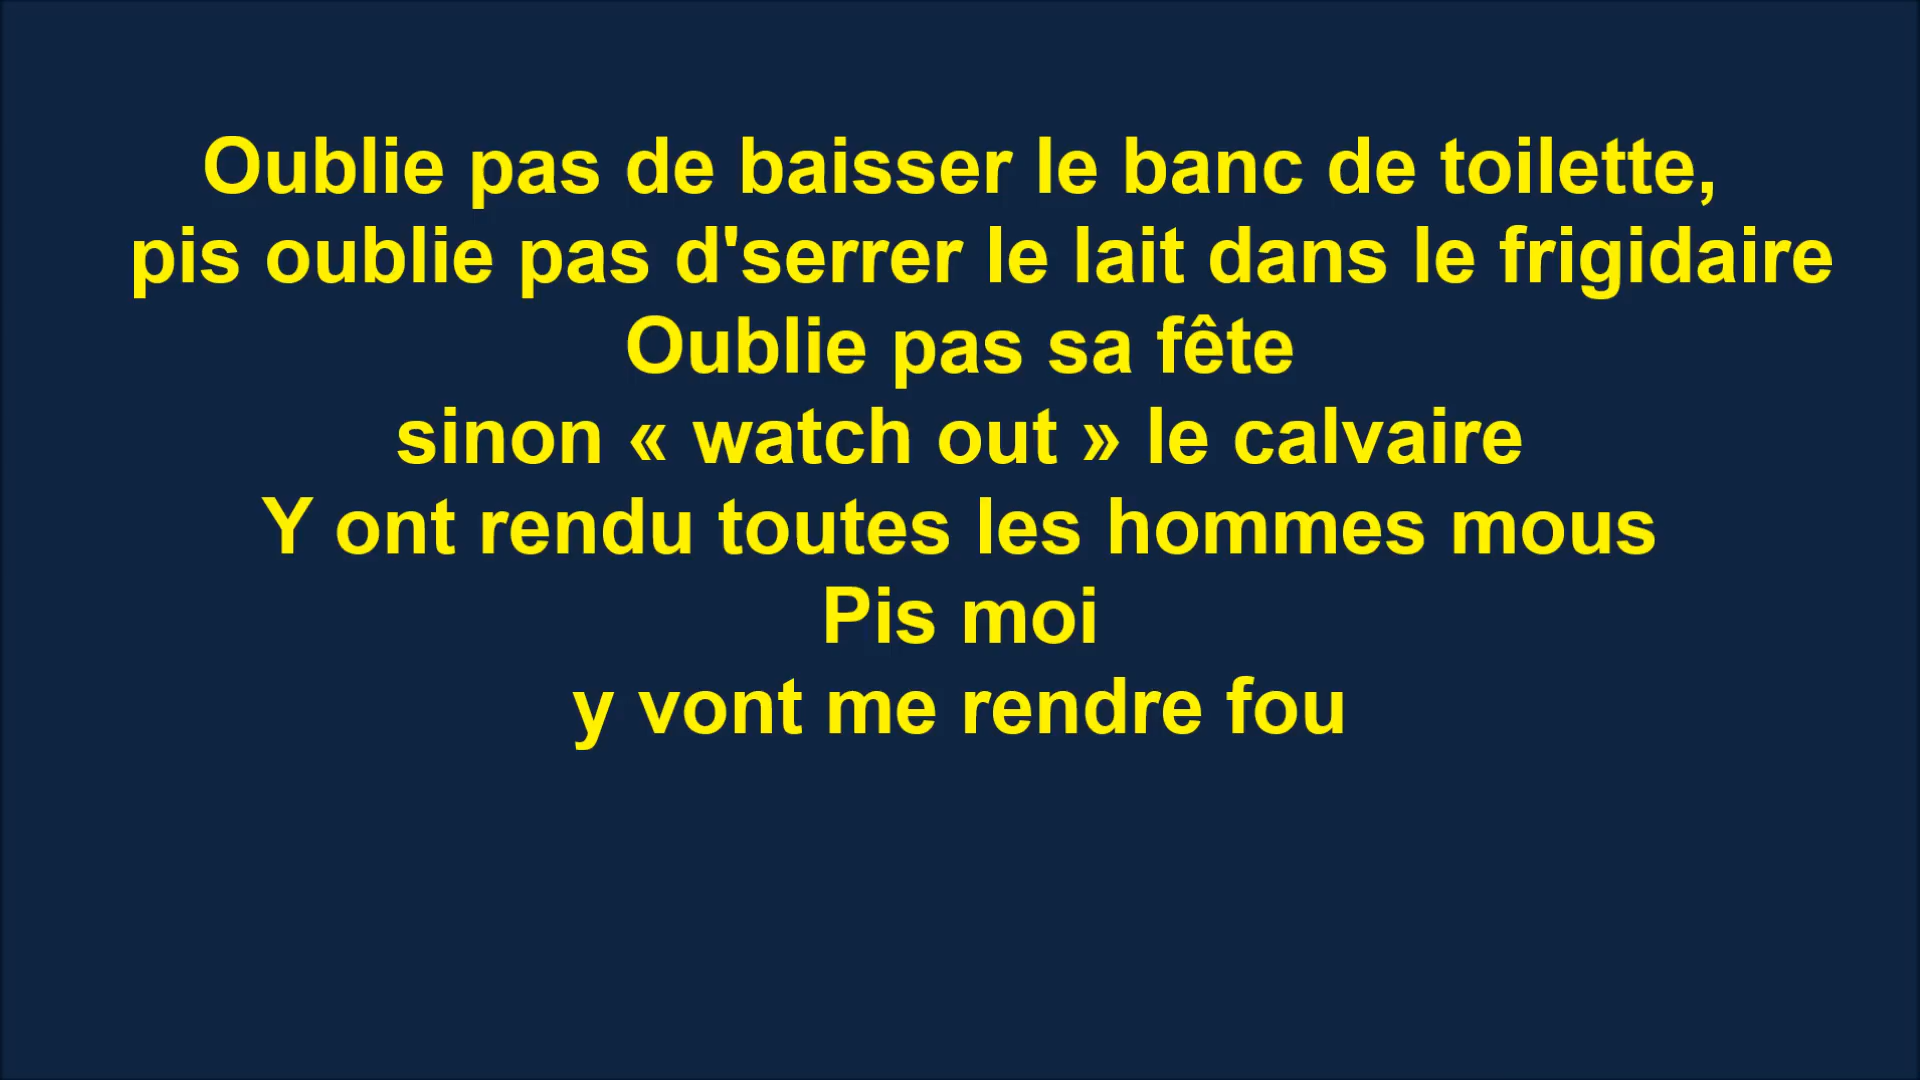 Oublie pas de baisser le banc de toilette,
pis oublie pas d'serrer le lait dans le frigidaire
Oublie pas sa fête
sinon « watch out » le calvaire
Y ont rendu toutes les hommes mous
Pis moi
y vont me rendre fou